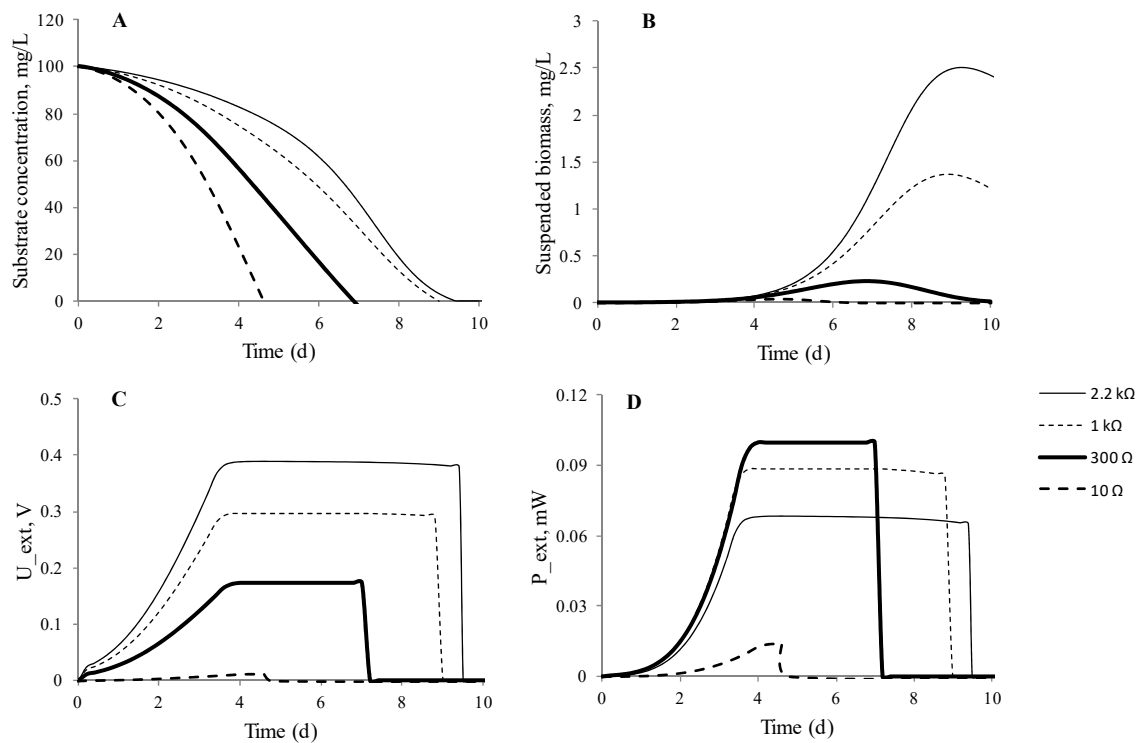 A
Substrate concentration, mg/L
120
100
80
60
40
20
0
0 2 4 6 8 10
Time (d)
B
Suspended biomass, mg/L
3
2.5
2
1.5
1
0.5
0
0 2 4 6 8 10
Time (d)
C
U_ext, V
0.5
0.4
0.3
0.2
0.1
0
0 2 4 6 8 10
Time (d)
D
P_ext, mW
0.12
0.09
0.06
0.03
0
0 2 4 6 8 10
Time (d)
2.2 kΩ
1 kΩ
300 Ω
10 Ω